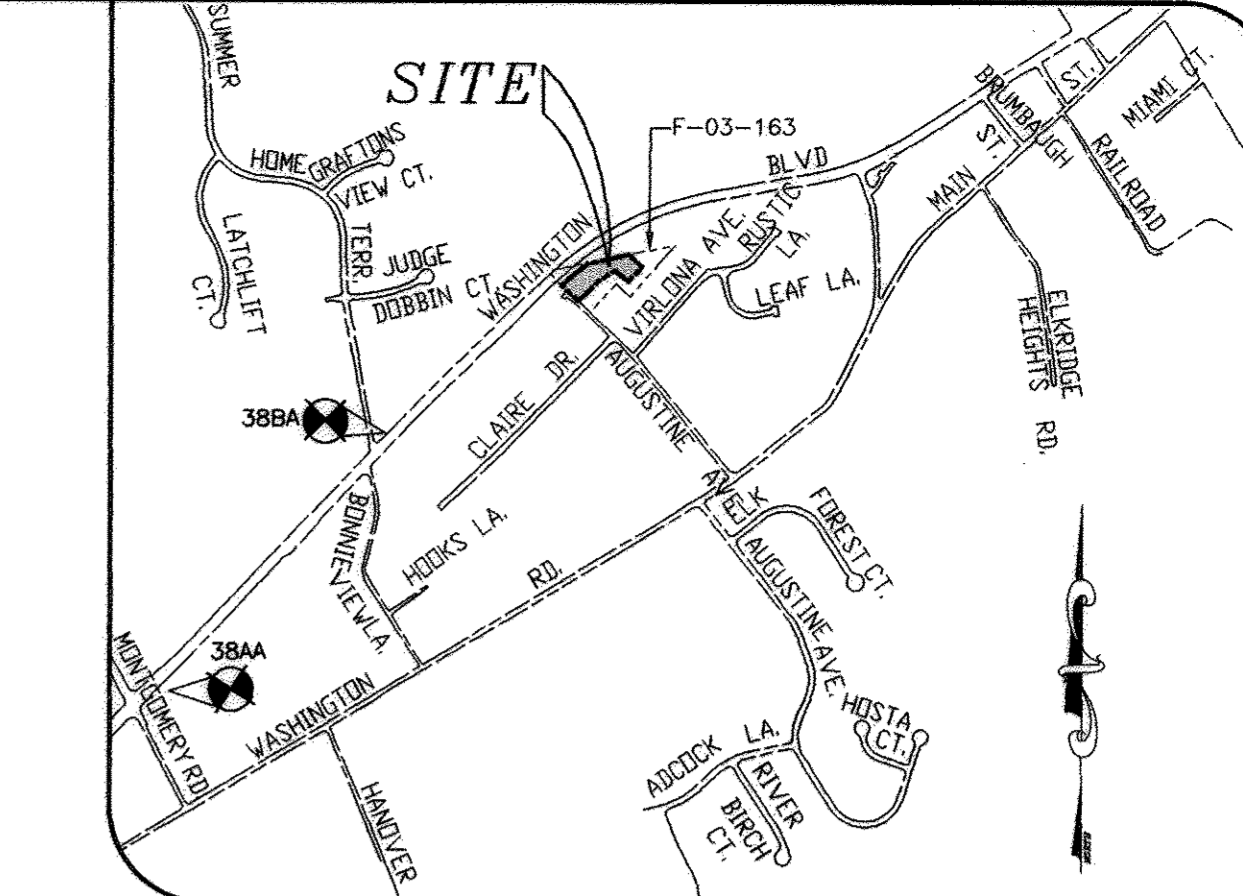 SUMMER
HOME
GRAFTONS
VIEW CT.
LATCHLIFT
CT.
TERR.
JUDGE
DOBBIN CT.
SITE
F-03-163
WASHINGTON
BLVD
VIRLONA AVE.
RUSTIC
LA.
LEAF LA.
BRUMBAUGH
ST.
MAIN
ST.
MIAMI CT.
RAILROAD
ELKRIDGE
HEIGHTS RD.
38BA
CLAIRE DR.
AUGUSTINE
AVE.
ELK
FOREST CT.
BONNIEVIEW LA.
HOOKS LA.
RD.
AUGUSTINE AVE.
38AA
MONTGOMERY RD.
WASHINGTON
HANOVER
ADCOCK LA.
RIVER
BIRCH
CT.
HOSTA
CT.